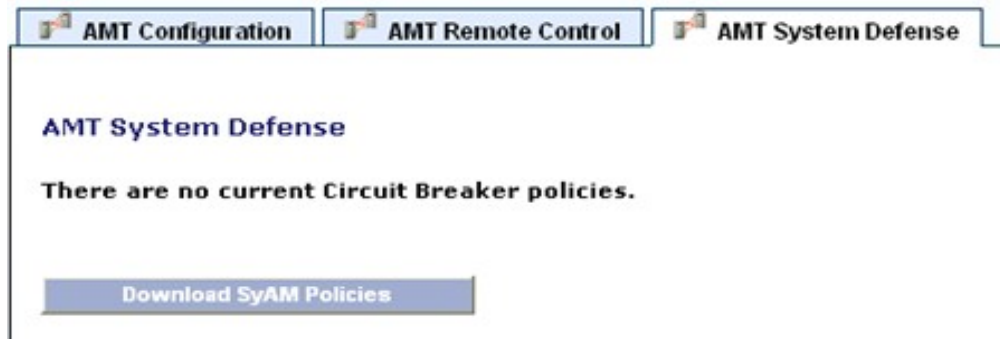 AMT Configuration AMT Remote Control AMT System Defense
AMT System Defense
There are no current Circuit Breaker policies.
Download SyAM Policies